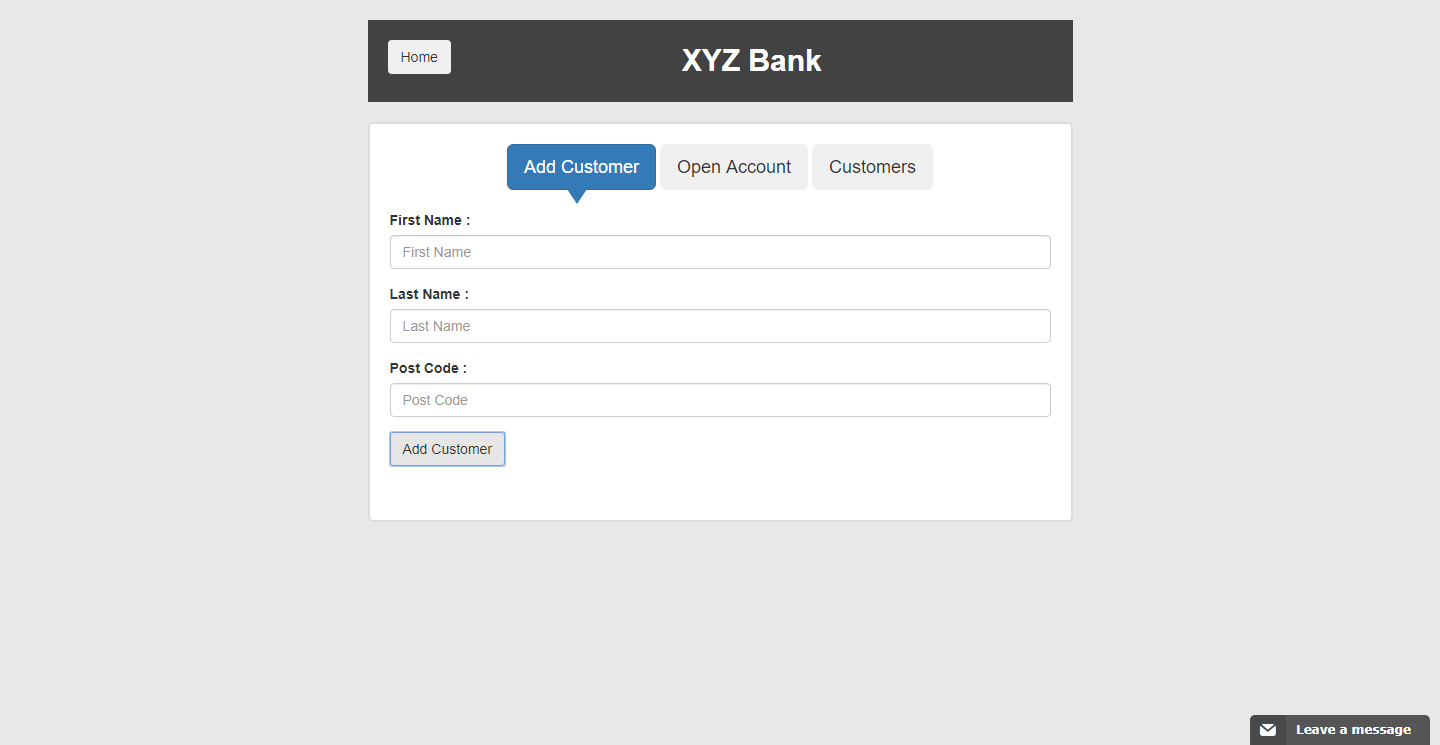 Home
XYZ Bank
Add Customer
Open Account
Customers
First Name :
First Name
Last Name :
Last Name
Post Code :
Post Code
Add Customer
Leave a message